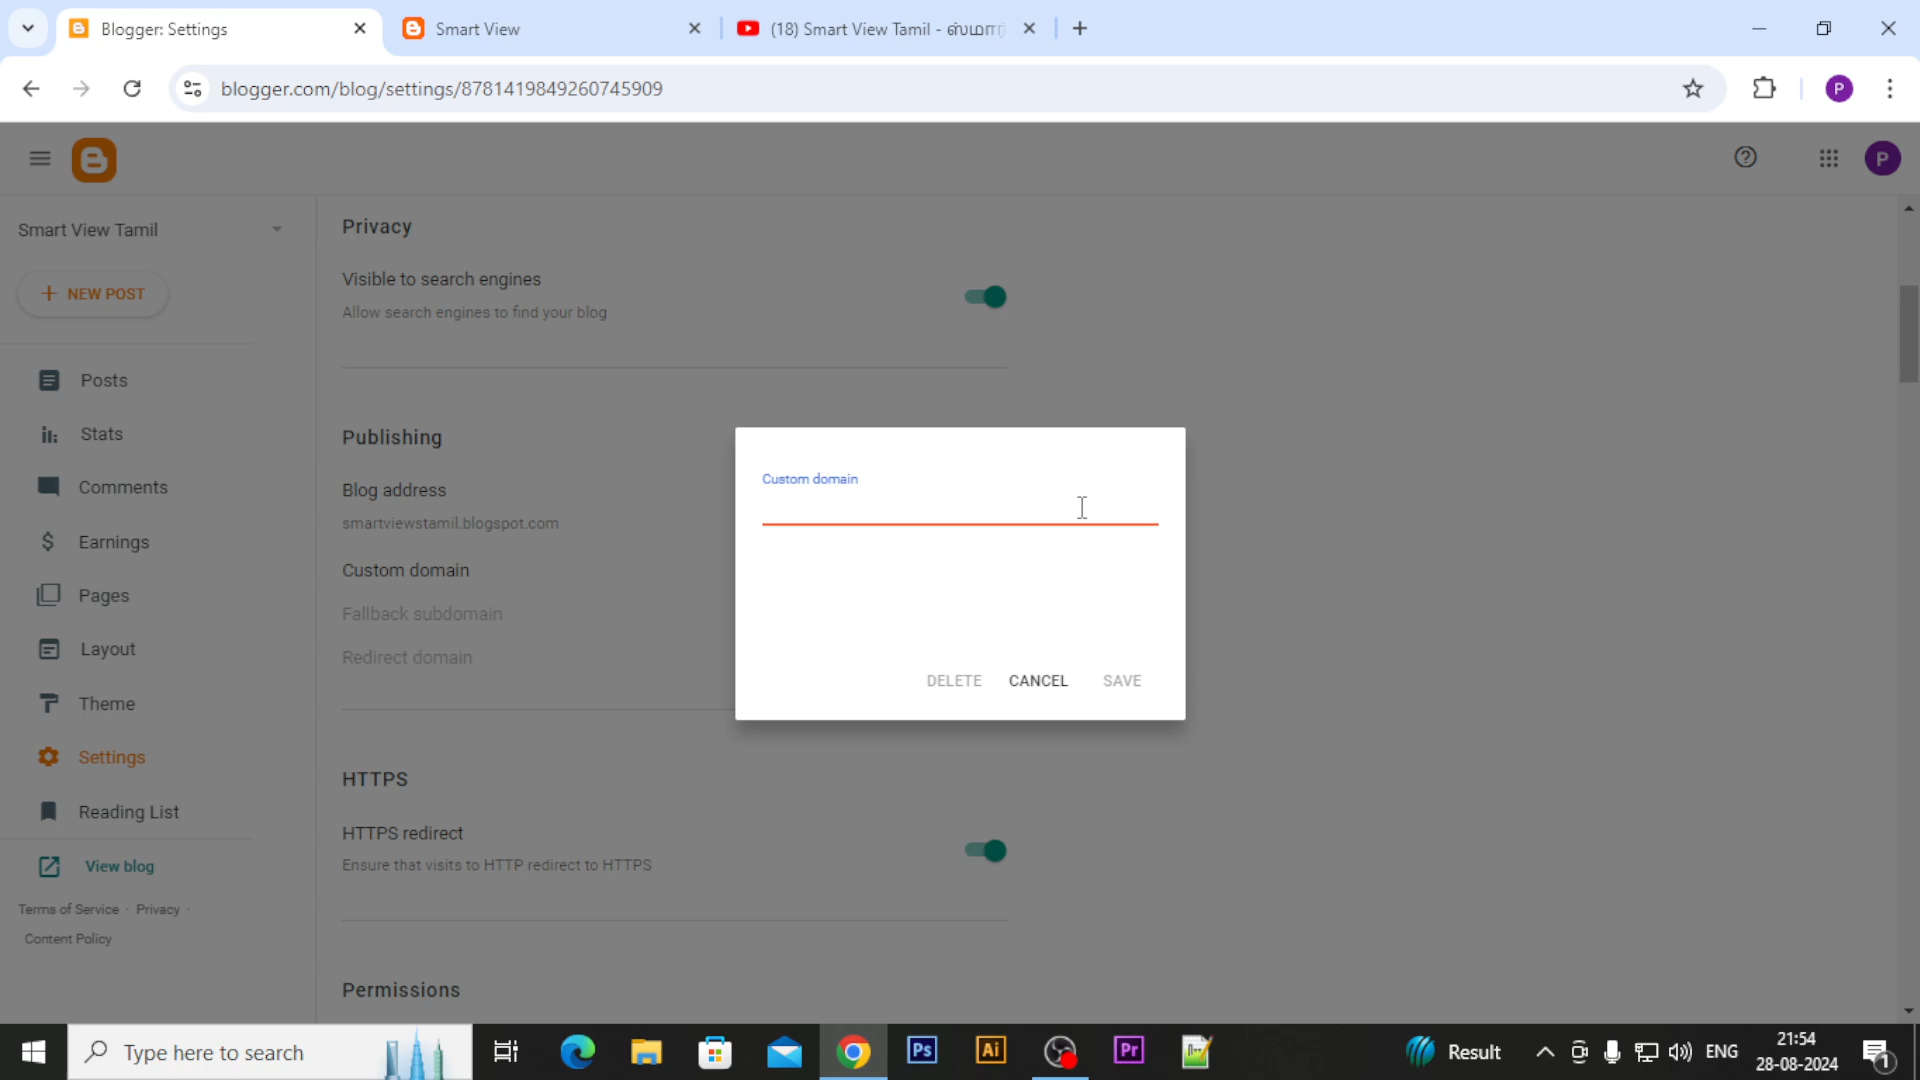 Blogger: Settings
Smart View
(18) Smart View Tamil - ஸ்மார்
blogger.com/blog/settings/8781419849260745909
P
P
Smart View Tamil
NEW POST
Posts
Stats
Comments
Earnings
Pages
Layout
Theme
Settings
Reading List
View blog
Terms of Service · Privacy ·
Content Policy
Privacy
Visible to search engines
Allow search engines to find your blog
Publishing
Blog address
smartviewstamil.blogspot.com
Custom domain
Fallback subdomain
Redirect domain
HTTPS
HTTPS redirect
Ensure that visits to HTTP redirect to HTTPS
Permissions
Custom domain
DELETE
CANCEL
SAVE
Type here to search
Ps
Ai
Pr
Result
ENG
21:54
28-08-2024
1